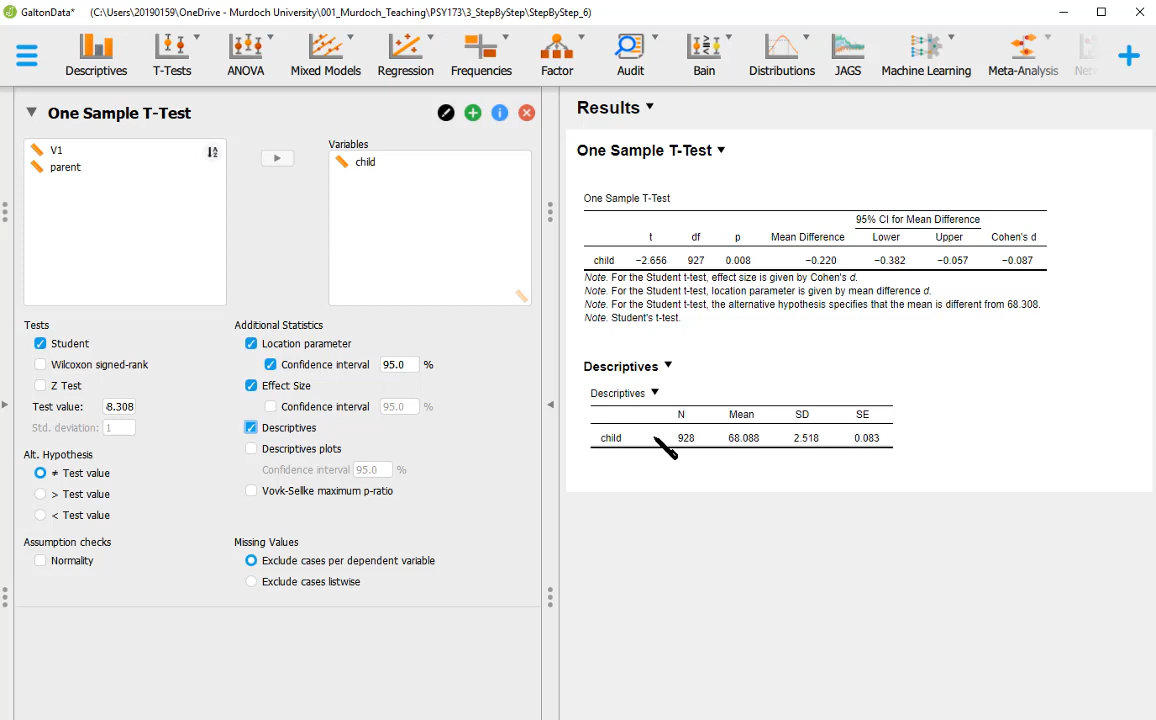 GaltonData* (C:\Users\20190159\OneDrive - Murdoch University\001_Murdoch_Teaching\PSY173\3_StepByStep\StepByStep_6)
Descriptives T-Tests ANOVA Mixed Models Regression Frequencies Factor Audit Bain Distributions JAGS Machine Learning Meta-Analysis
One Sample T-Test
V1
parent
Variables
child
Tests
Student
Wilcoxon signed-rank
Z Test
Test value: 8.308
Std. deviation: 1
Alt. Hypothesis
≠ Test value
> Test value
< Test value
Assumption checks
Normality
Additional Statistics
Location parameter
Confidence interval 95.0 %
Effect Size
Confidence interval 95.0 %
Descriptives
Descriptives plots
Confidence interval 95.0 %
Vovk-Sellke maximum p-ratio
Missing Values
Exclude cases per dependent variable
Exclude cases listwise
Results
One Sample T-Test
One Sample T-Test
95% CI for Mean Difference
t df p Mean Difference Lower Upper Cohen's d
child −2.656 927 0.008 −0.220 −0.382 −0.057 −0.087
Note. For the Student t-test, effect size is given by Cohen's d.
Note. For the Student t-test, location parameter is given by mean difference d.
Note. For the Student t-test, the alternative hypothesis specifies that the mean is different from 68.308.
Note. Student's t-test.
Descriptives
Descriptives
N Mean SD SE
child 928 68.088 2.518 0.083